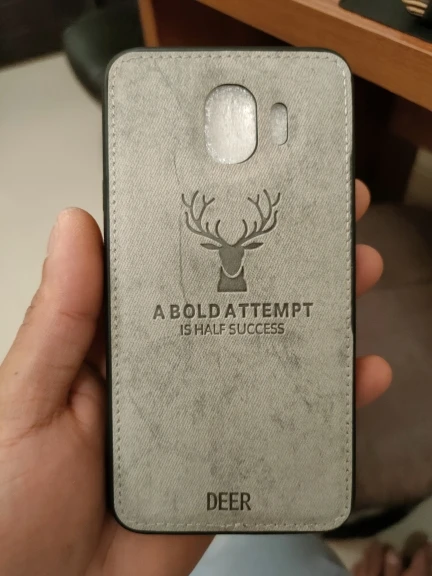 A BOLD ATTEMPT
IS HALF SUCCESS
DEER